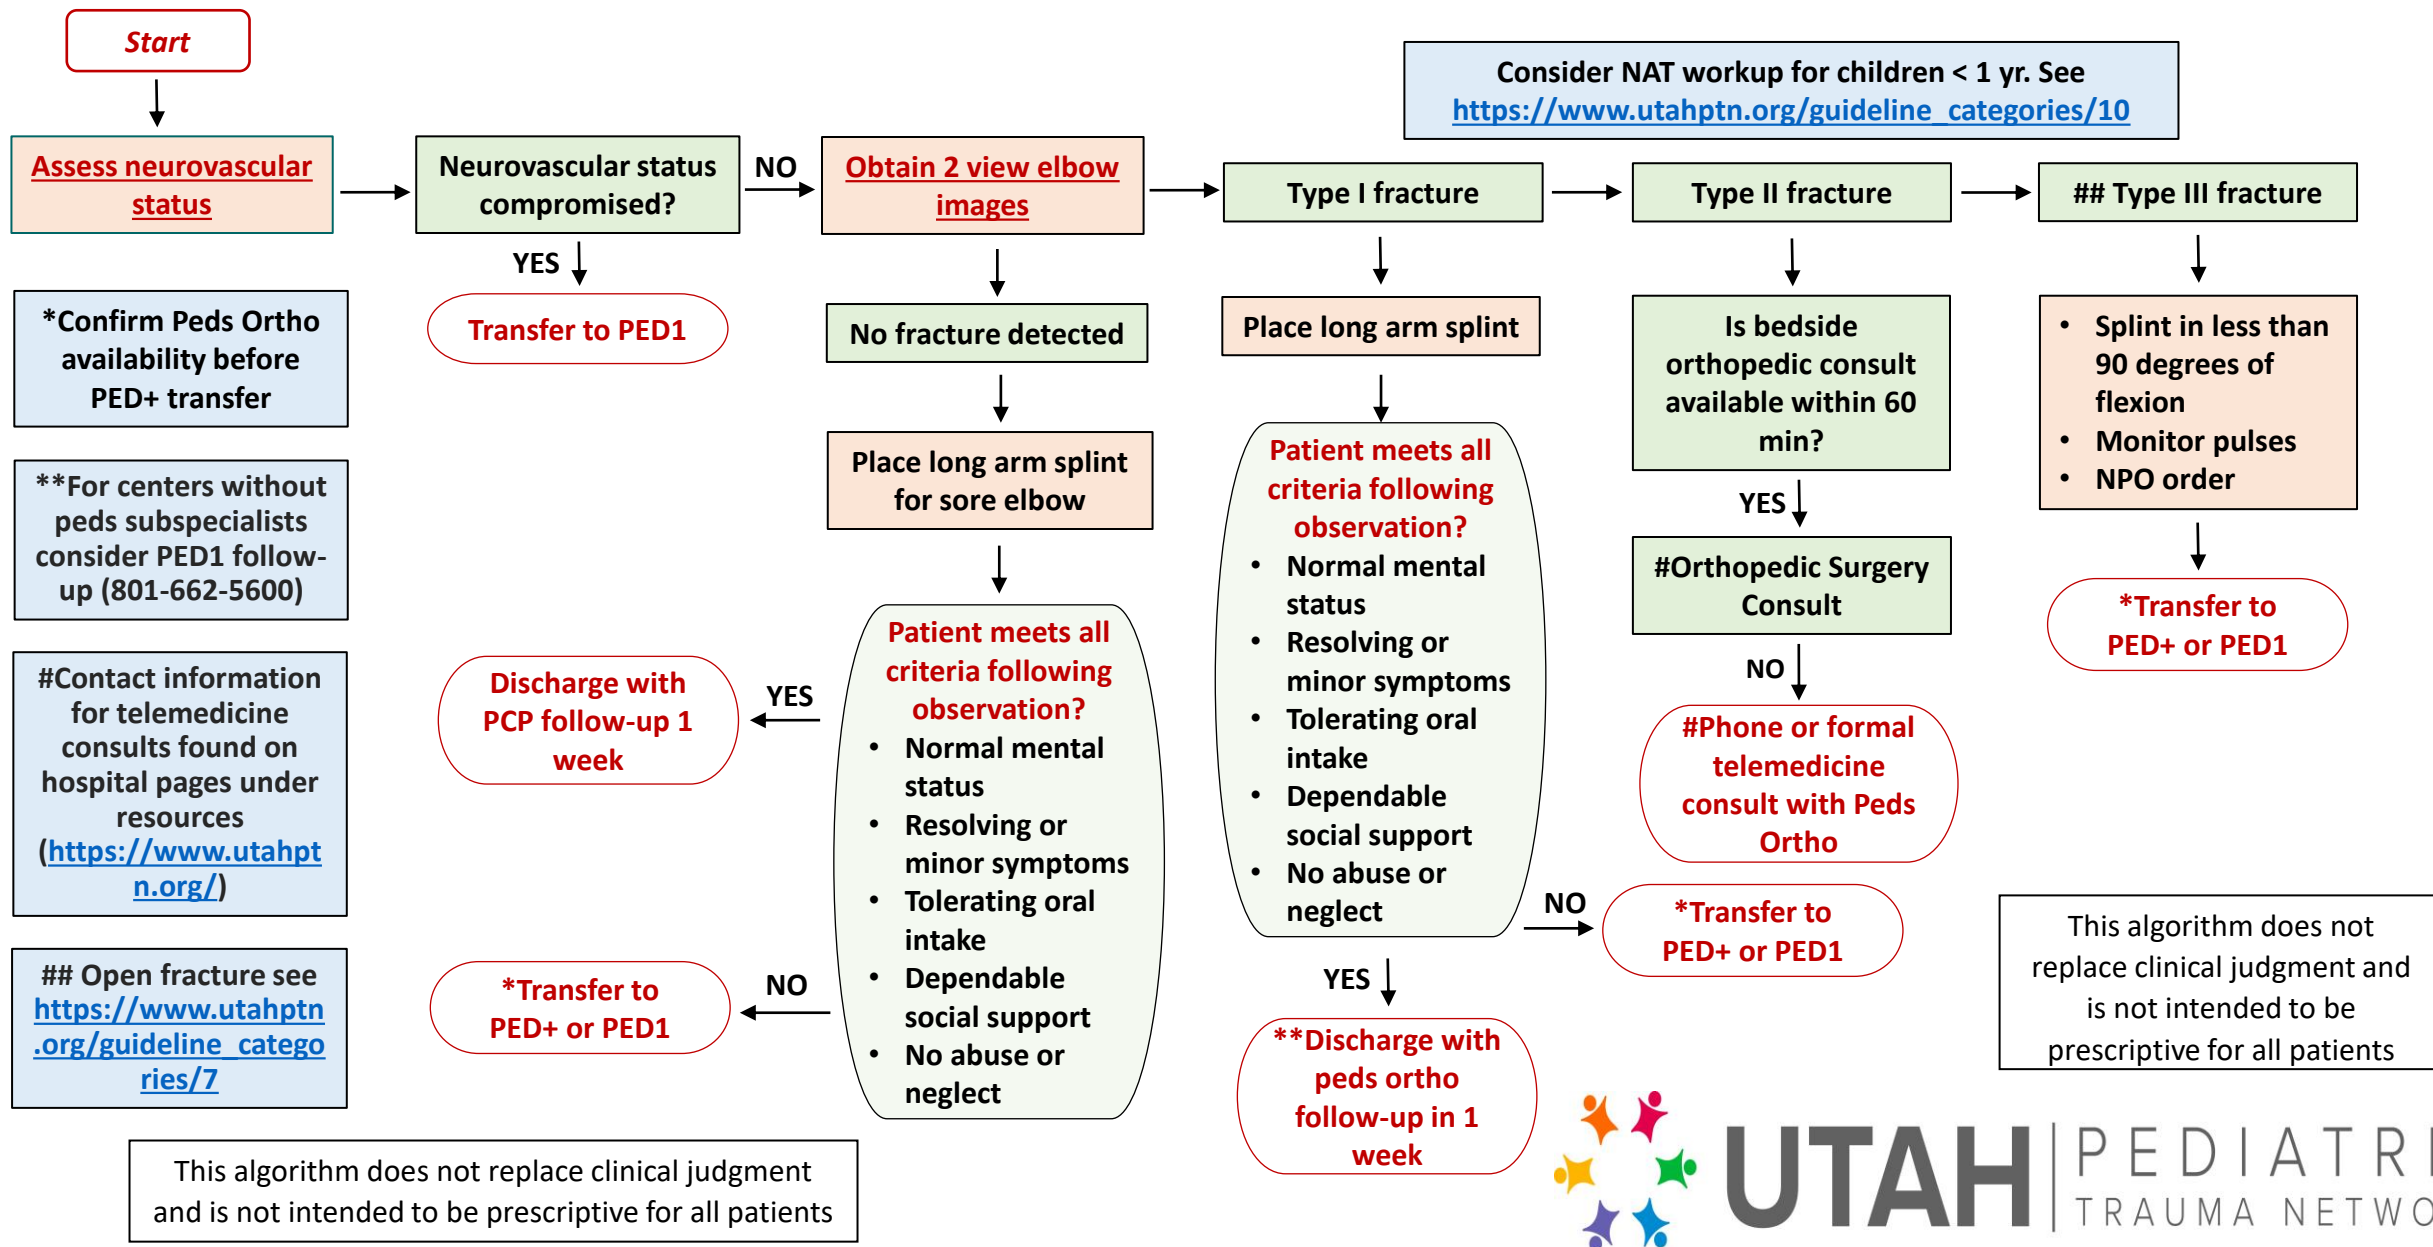 Start
Consider NAT workup for children < 1 yr. See
https://www.utahptn.org/guideline_categories/10
Assess neurovascular
status
Neurovascular status
compromised?
NO
Obtain 2 view elbow
images
Type I fracture
Type II fracture
## Type III fracture
YES
Transfer to PED1
*Confirm Peds Ortho
availability before
PED+ transfer
**For centers without
peds subspecialists
consider PED1 follow-
up (801-662-5600)
#Contact information
for telemedicine
consults found on
hospital pages under
resources
(https://www.utahpt
n.org/)
## Open fracture see
https://www.utahptn
.org/guideline_catego
ries/7
No fracture detected
Place long arm splint
for sore elbow
Patient meets all
criteria following
observation?
• Normal mental
status
• Resolving or
minor symptoms
• Tolerating oral
intake
• Dependable
social support
• No abuse or
neglect
YES
Discharge with
PCP follow-up 1
week
NO
*Transfer to
PED+ or PED1
Place long arm splint
Patient meets all
criteria following
observation?
• Normal mental
status
• Resolving or
minor symptoms
• Tolerating oral
intake
• Dependable
social support
• No abuse or
neglect
NO
*Transfer to
PED+ or PED1
YES
**Discharge with
peds ortho
follow-up in 1
week
Is bedside
orthopedic consult
available within 60
min?
YES
#Orthopedic Surgery
Consult
NO
#Phone or formal
telemedicine
consult with Peds
Ortho
• Splint in less than
90 degrees of
flexion
• Monitor pulses
• NPO order
*Transfer to
PED+ or PED1
This algorithm does not
replace clinical judgment and
is not intended to be
prescriptive for all patients
This algorithm does not replace clinical judgment
and is not intended to be prescriptive for all patients
UTAH
PEDIATRI
TRAUMA NETWO